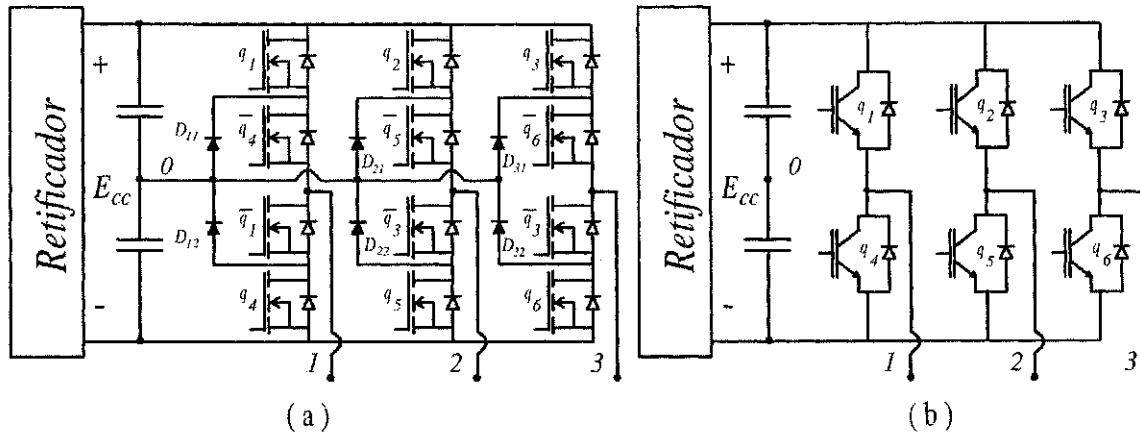 Retificador
+
0
E_cc
-
q_1
q_2
q_3
D_11
q̅_4
D_21
q̅_5
D_31
q̅_6
D_12
q̅_1
D_22
q̅_3
D_32
q̅_3
q_4
q_5
q_6
1
2
3
(a)
Retificador
+
0
E_cc
-
q_1
q_2
q_3
q_4
q_5
q_6
1
2
3
(b)